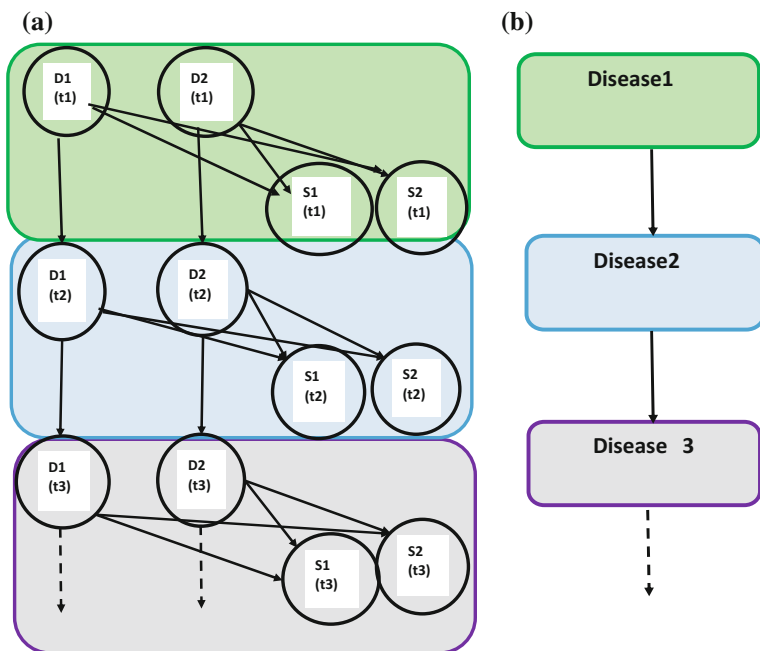 (a)
D1
(t1)
D2
(t1)
S1
(t1)
S2
(t1)
D1
(t2)
D2
(t2)
S1
(t2)
S2
(t2)
D1
(t3)
D2
(t3)
S1
(t3)
S2
(t3)
(b)
Disease1
Disease2
Disease 3